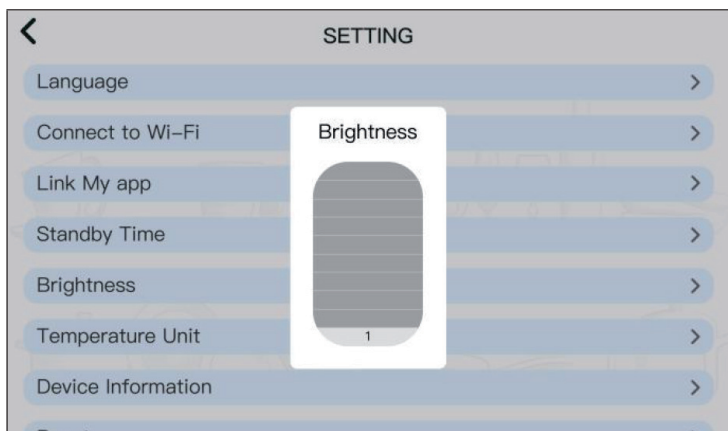 SETTING
Language
Connect to Wi-Fi
Brightness
Link My app
Standby Time
Brightness
Temperature Unit
1
Device Information